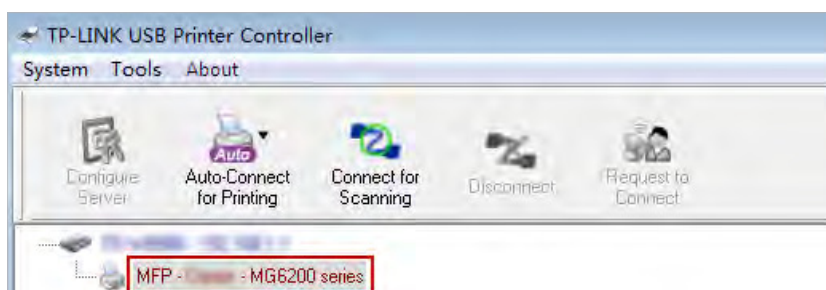 TP-LINK USB Printer Controller
System Tools About
Configure Server
Auto
Auto-Connect for Printing
Connect for Scanning
Disconnect
Request to Connect
MFP - - MG6200 series